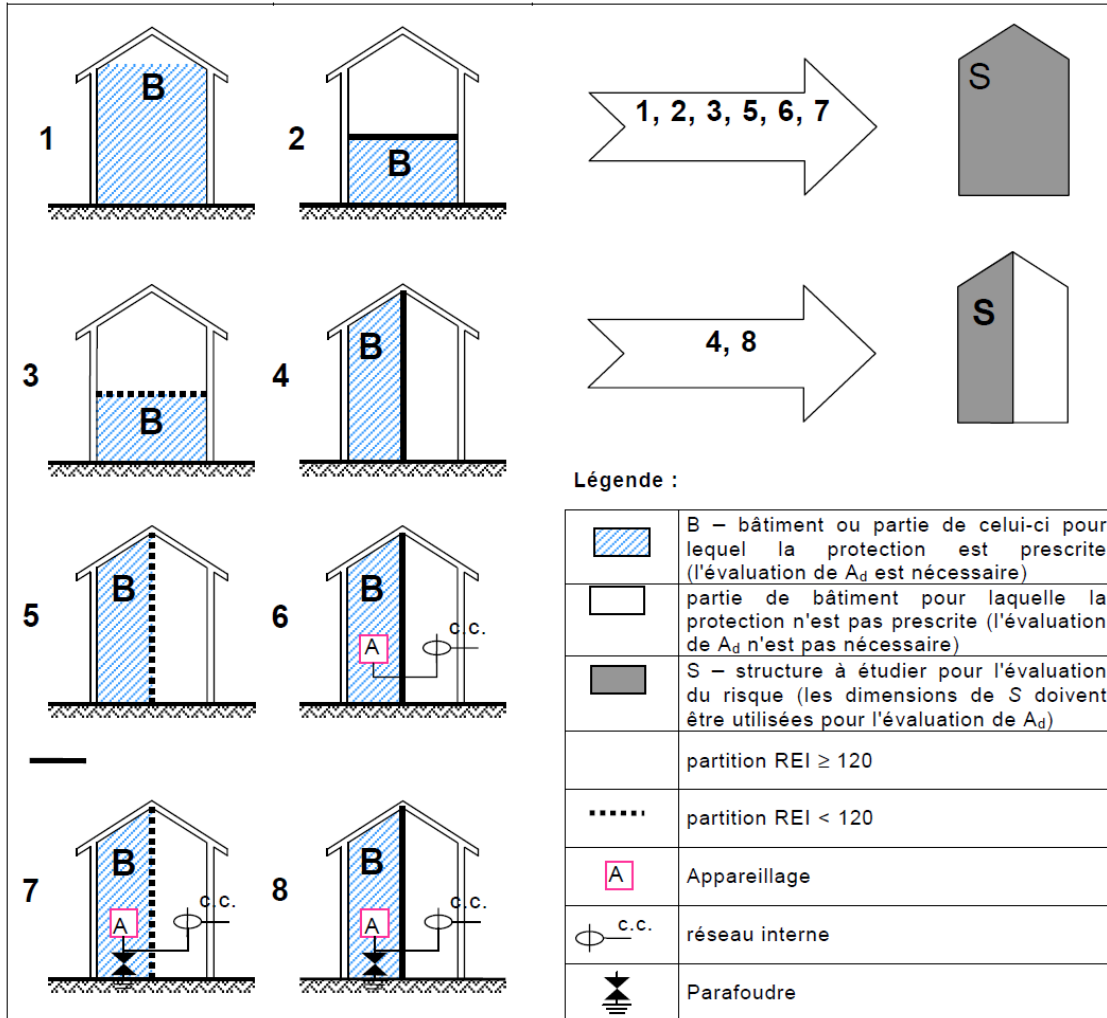 B
1
B
2
1, 2, 3, 5, 6, 7
S
B
3
B
4
4, 8
S
B
5
B
A
c.c.
6
B
A
c.c.
7
B
A
c.c.
8
Légende :
B – bâtiment ou partie de celui-ci pour
lequel la protection est prescrite
(l'évaluation de Ad est nécessaire)
partie de bâtiment pour laquelle la
protection n'est pas prescrite (l'évaluation
de Ad n'est pas nécessaire)
S – structure à étudier pour l'évaluation
du risque (les dimensions de S doivent
être utilisées pour l'évaluation de Ad)
partition REI ≥ 120
partition REI < 120
A
Appareillage
c.c.
réseau interne
Parafoudre